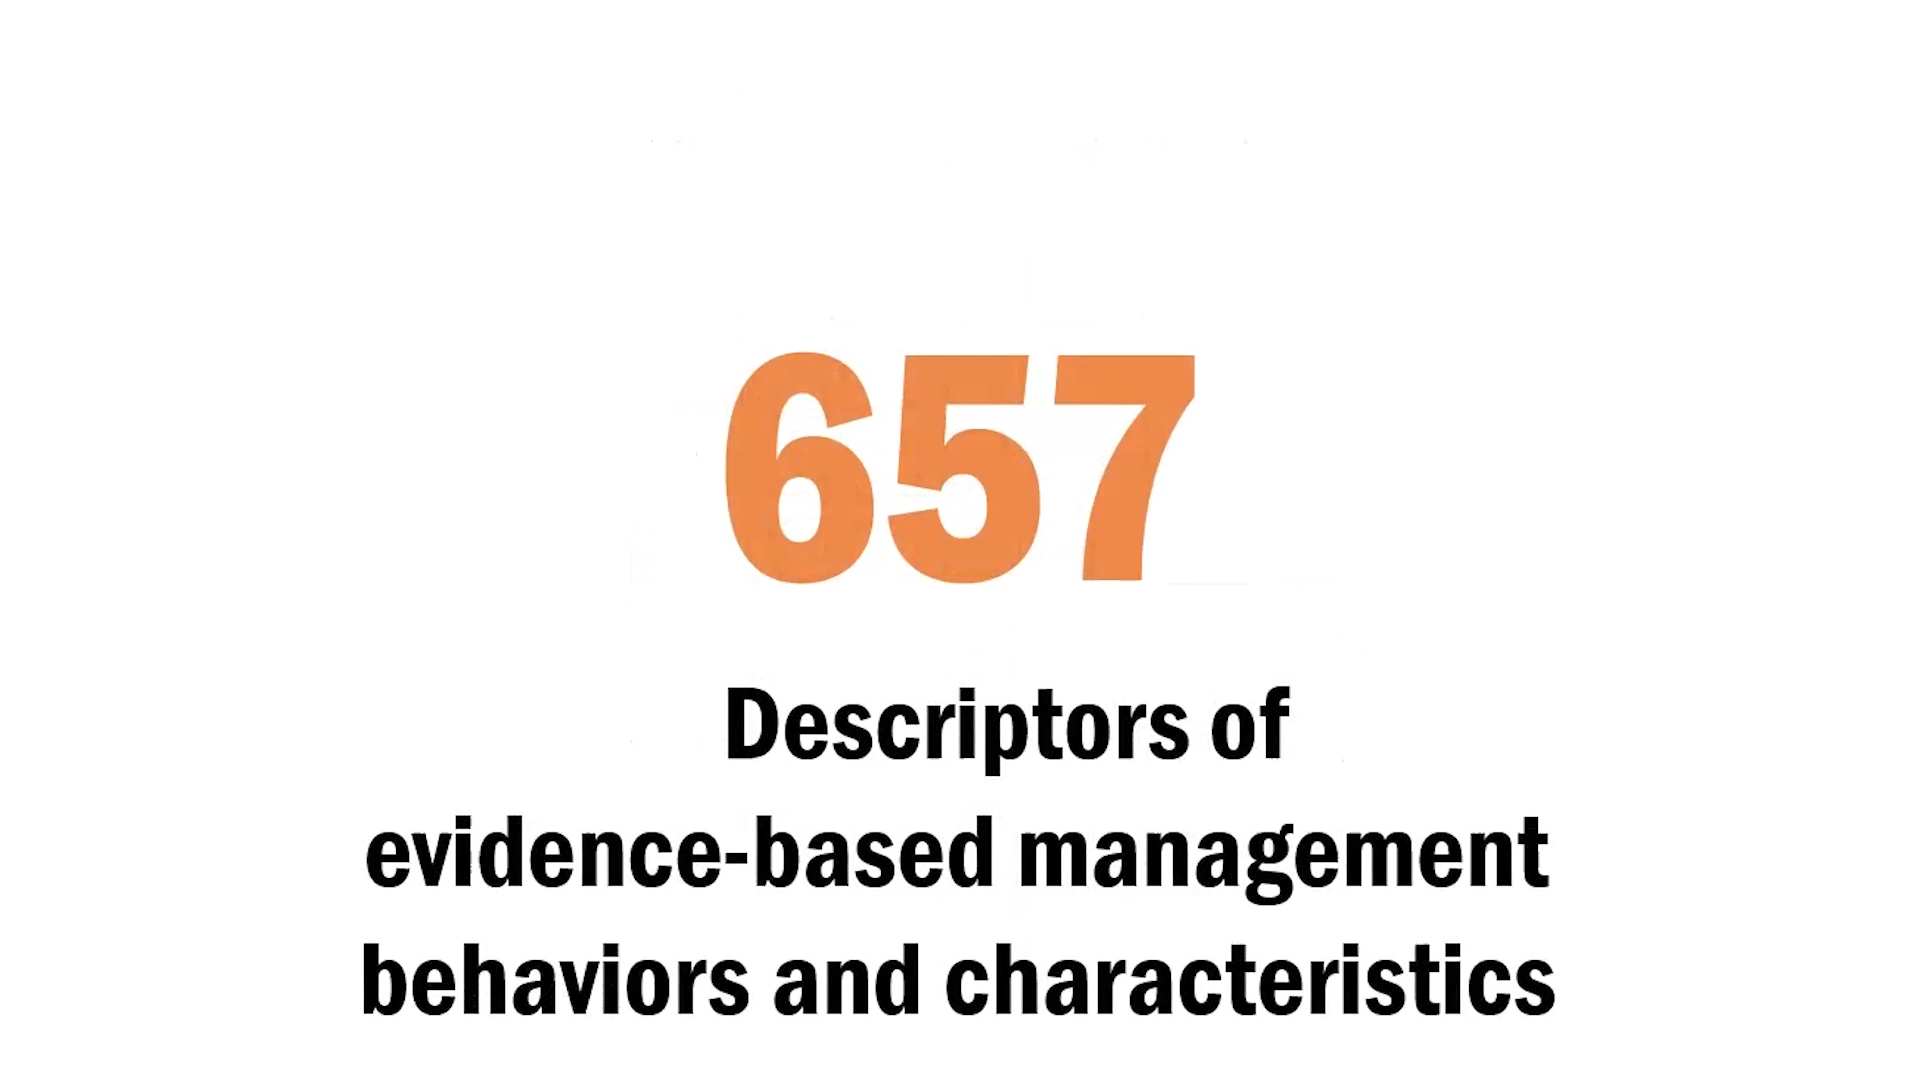 657
Descriptors of
evidence-based management
behaviors and characteristics